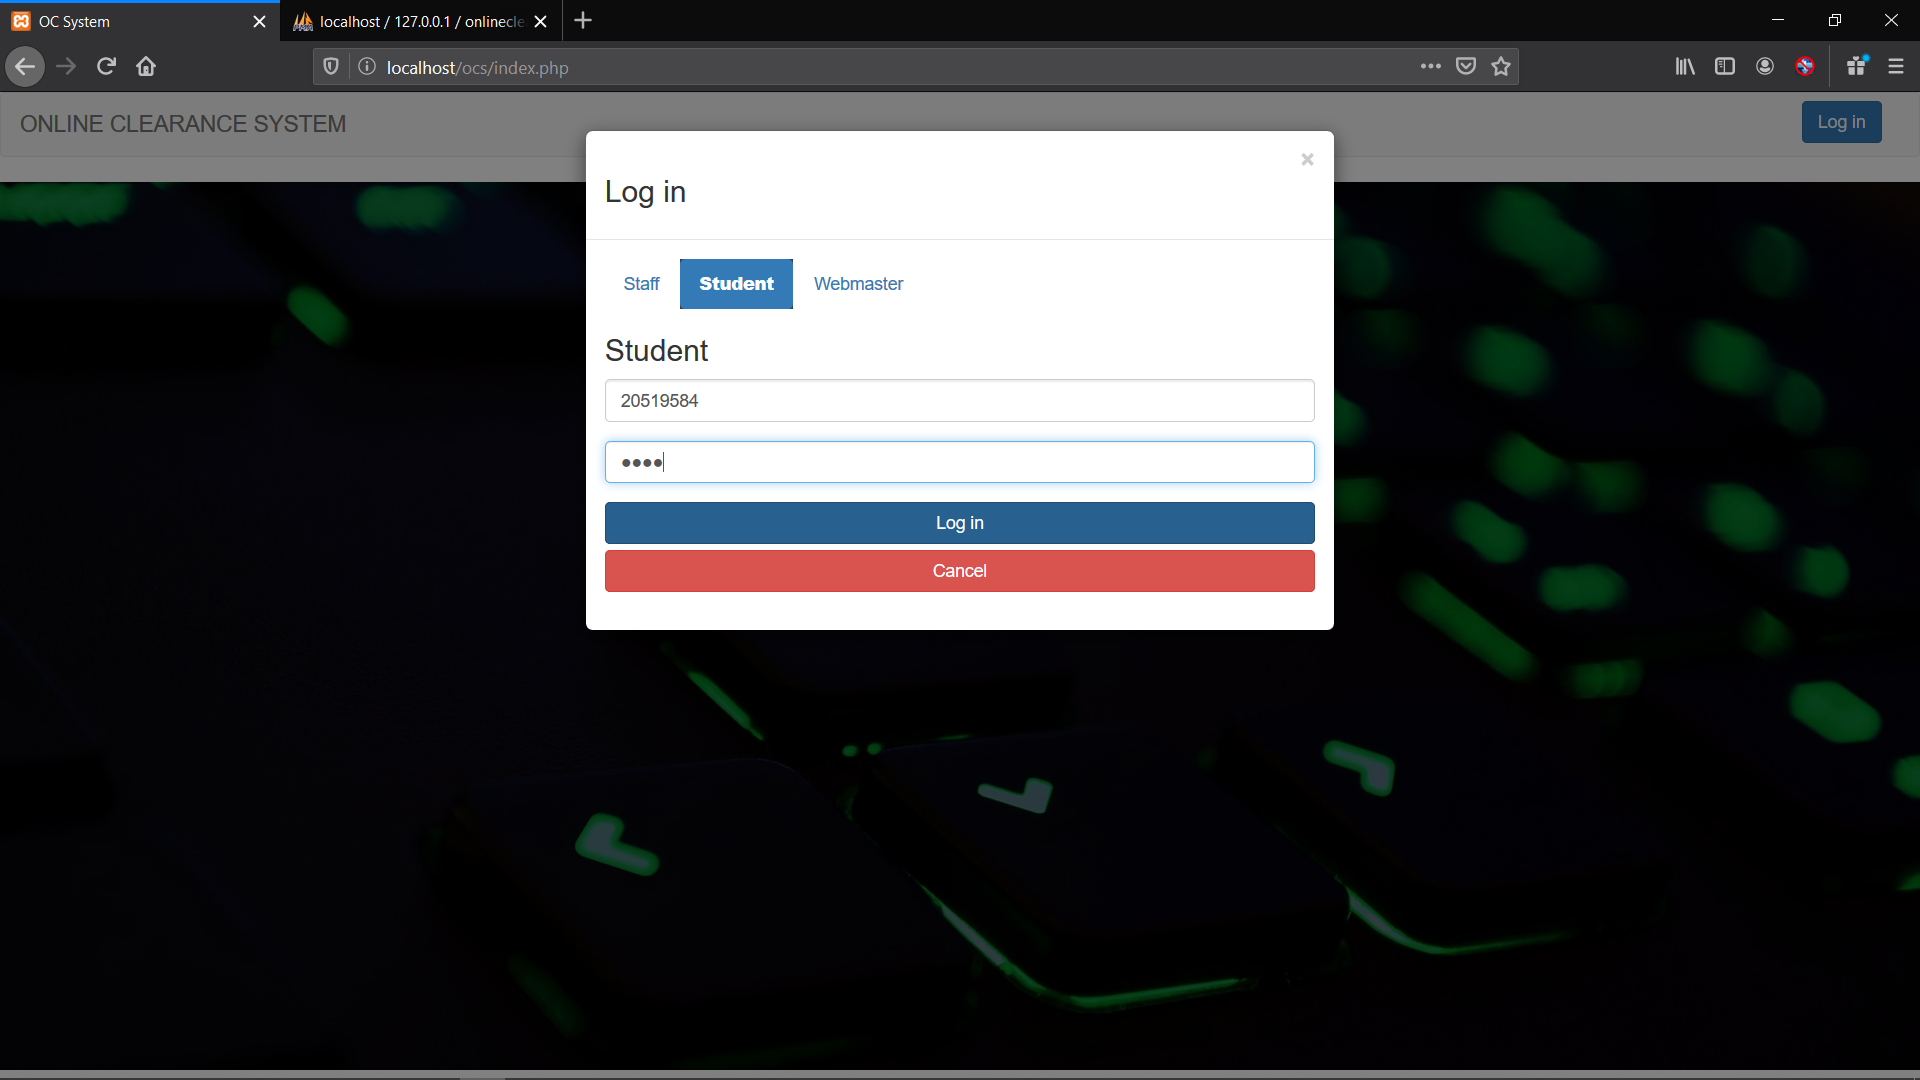 OC System
localhost / 127.0.0.1 / onlinecle
localhost/ocs/index.php
ONLINE CLEARANCE SYSTEM
Log in
×
Log in
Staff Student Webmaster
Student
20519584
••••
Log in
Cancel